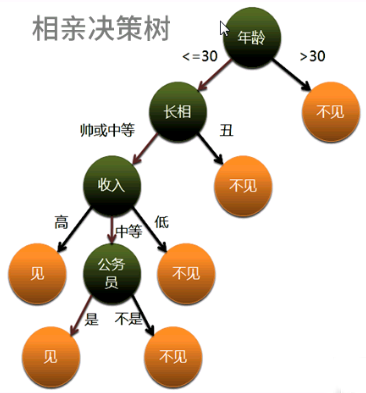 相亲决策树
年龄
<=30
>30
长相
不见
帅或中等
丑
收入
不见
高
中等
低
见
公务
员
不见
是
不是
见
不见